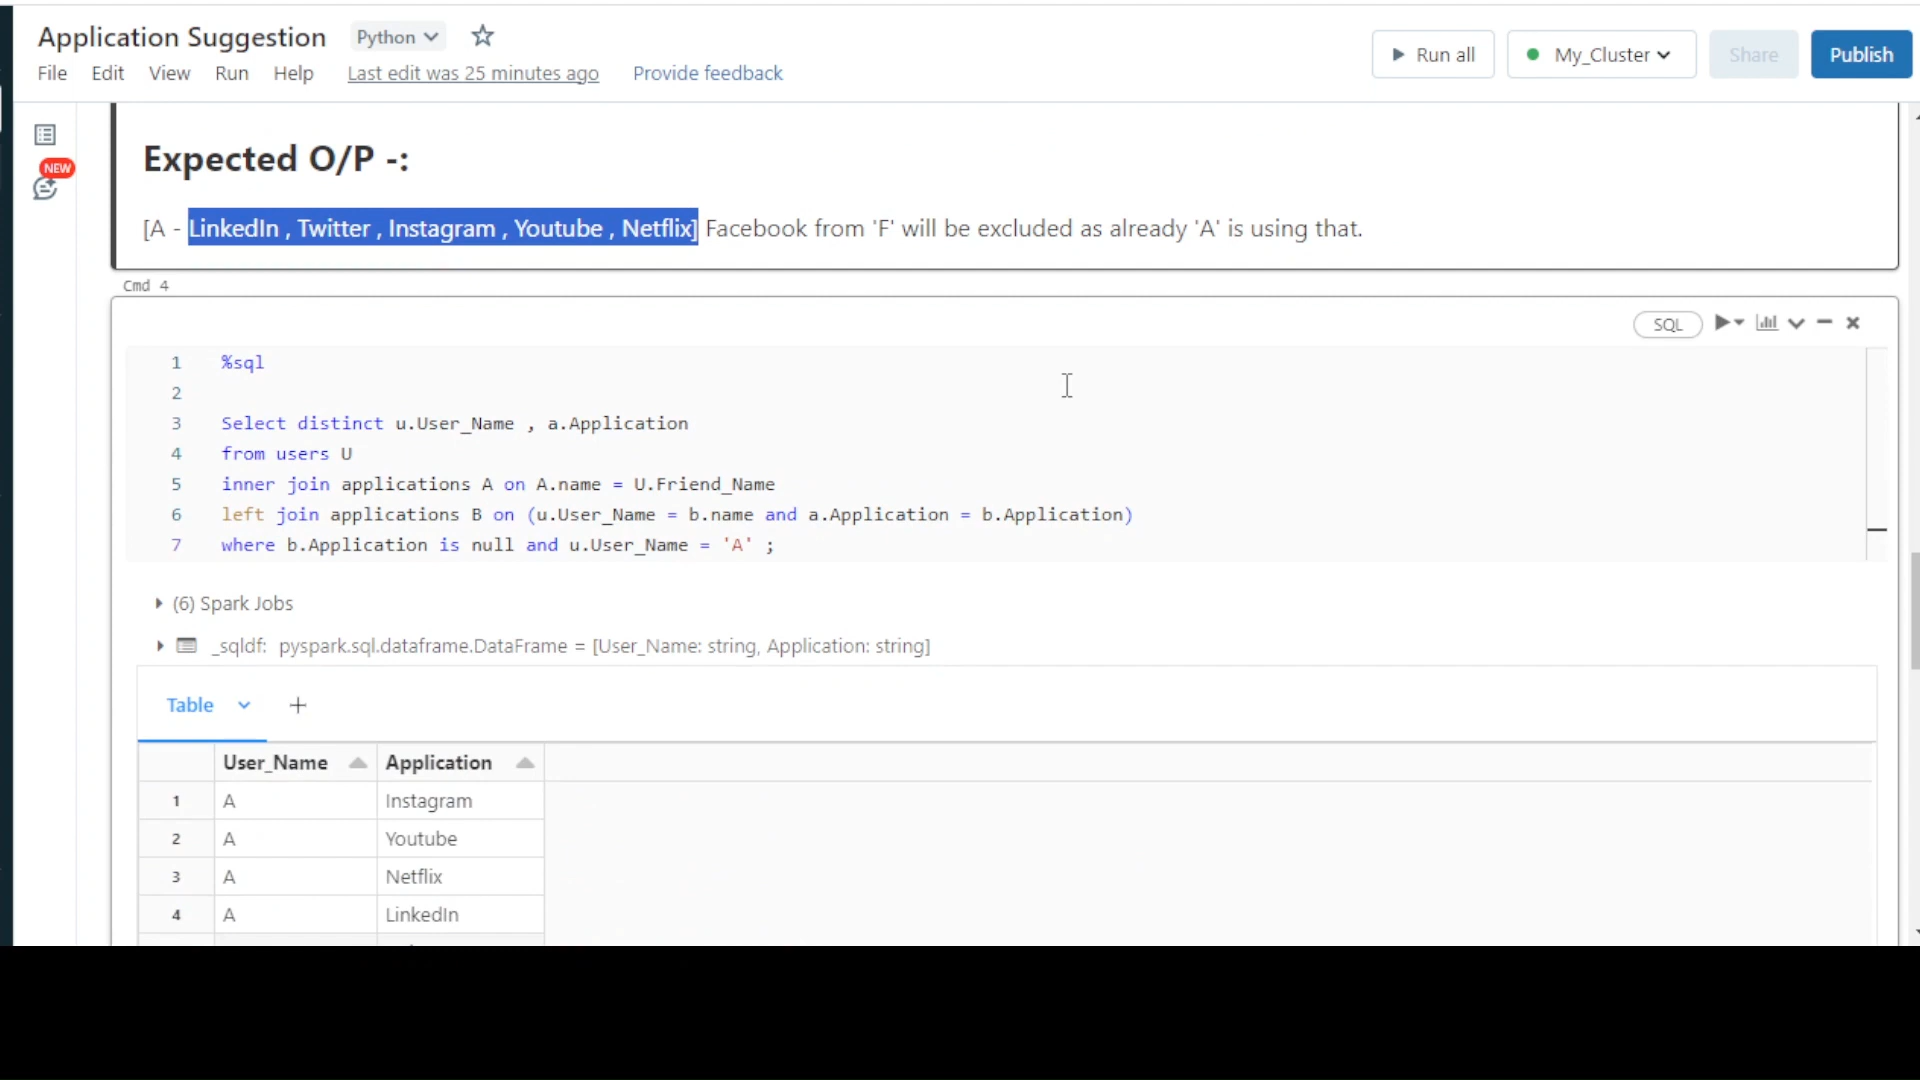 Application Suggestion Python
File Edit View Run Help Last edit was 25 minutes ago Provide feedback
Run all My_Cluster Share Publish
NEW
Expected O/P -:
[A - LinkedIn , Twitter , Instagram , Youtube , Netflix] Facebook from 'F' will be excluded as already 'A' is using that.
Cmd 4
SQL
1 %sql
2
3 Select distinct u.User_Name , a.Application
4 from users U
5 inner join applications A on A.name = U.Friend_Name
6 left join applications B on (u.User_Name = b.name and a.Application = b.Application)
7 where b.Application is null and u.User_Name = 'A' ;
(6) Spark Jobs
_sqldf: pyspark.sql.dataframe.DataFrame = [User_Name: string, Application: string]
Table +
User_Name Application
1 A Instagram
2 A Youtube
3 A Netflix
4 A LinkedIn